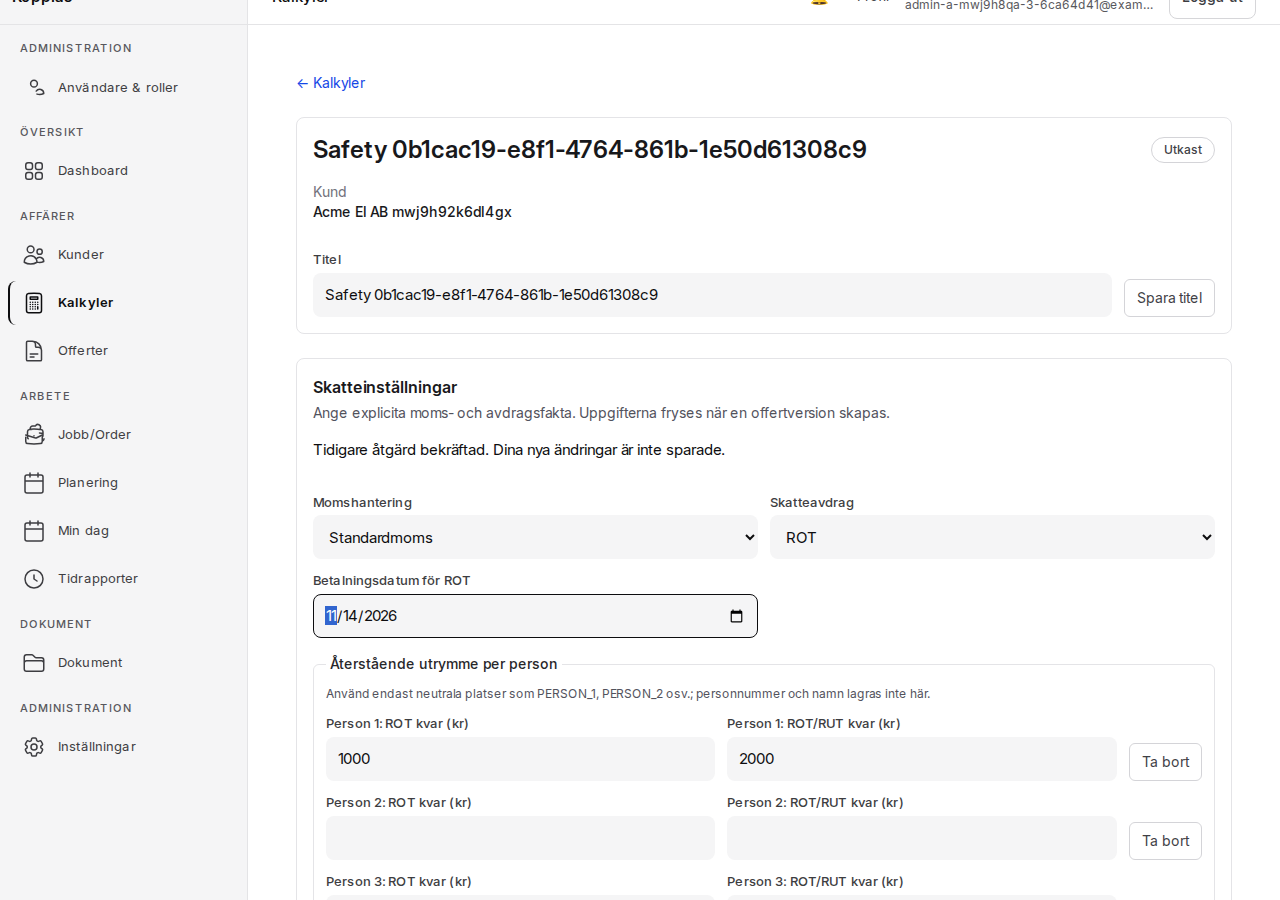 Kalkyler
admin-a-mwj9h8qa-3-6ca64d41@exam…
Logga ut
ADMINISTRATION
Användare & roller
ÖVERSIKT
Dashboard
AFFÄRER
Kunder
Kalkyler
Offerter
ARBETE
Jobb/Order
Planering
Min dag
Tidrapporter
DOKUMENT
Dokument
ADMINISTRATION
Inställningar
← Kalkyler
Safety 0b1cac19-e8f1-4764-861b-1e50d61308c9
Utkast
Kund
Acme El AB mwj9h92k6dl4gx
Titel
Safety 0b1cac19-e8f1-4764-861b-1e50d61308c9
Spara titel
Skatteinställningar
Ange explicita moms- och avdragsfakta. Uppgifterna fryses när en offertversion skapas.
Tidigare åtgärd bekräftad. Dina nya ändringar är inte sparade.
Momshantering
Skatteavdrag
Standardmoms
ROT
Betalningsdatum för ROT
11/14/2026
Återstående utrymme per person
Använd endast neutrala platser som PERSON_1, PERSON_2 osv.; personnummer och namn lagras inte här.
Person 1: ROT kvar (kr)
Person 1: ROT/RUT kvar (kr)
1000
2000
Ta bort
Person 2: ROT kvar (kr)
Person 2: ROT/RUT kvar (kr)
Ta bort
Person 3: ROT kvar (kr)
Person 3: ROT/RUT kvar (kr)